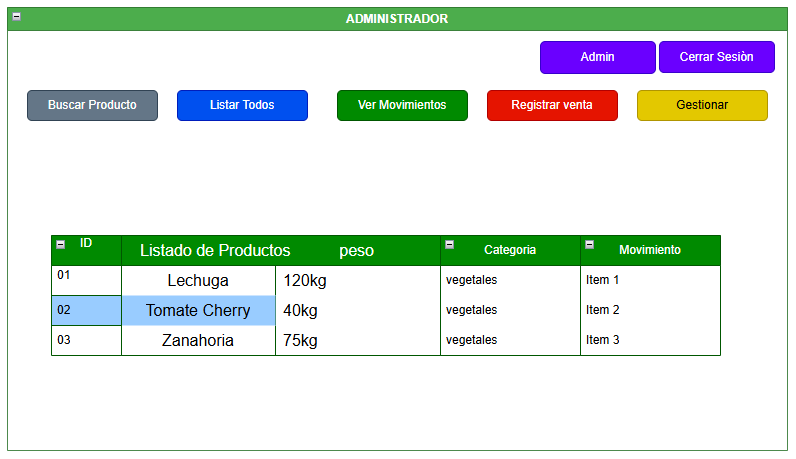 ADMINISTRADOR
Admin Cerrar Sesiòn
Buscar Producto Listar Todos Ver Movimientos Registrar venta Gestionar
ID Listado de Productos peso Categoria Movimiento
01 Lechuga 120kg vegetales Item 1
02 Tomate Cherry 40kg vegetales Item 2
03 Zanahoria 75kg vegetales Item 3